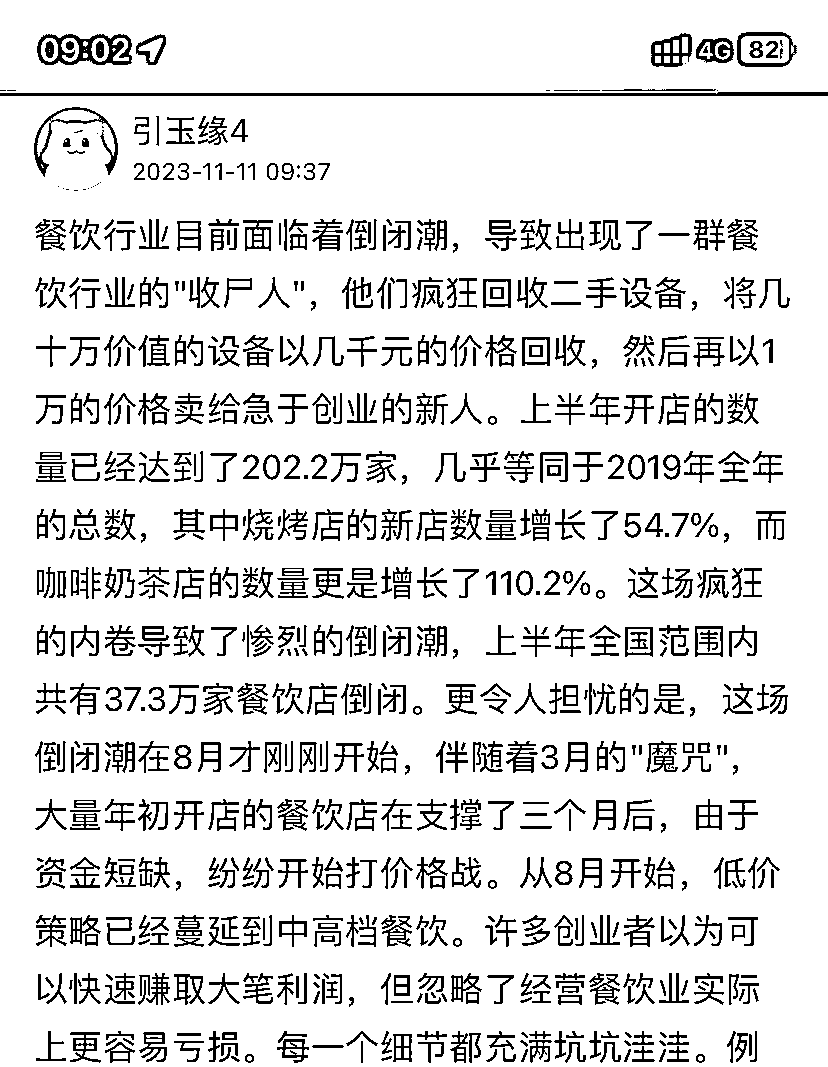 09:02 4G 82
引玉缘4
2023-11-11 09:37
餐饮行业目前面临着倒闭潮，导致出现了一群餐
饮行业的"收尸人"，他们疯狂回收二手设备，将几
十万价值的设备以几千元的价格回收，然后再以1
万的价格卖给急于创业的新人。上半年开店的数
量已经达到了202.2万家，几乎等同于2019年全年
的总数，其中烧烤店的新店数量增长了54.7%，而
咖啡奶茶店的数量更是增长了110.2%。这场疯狂
的内卷导致了惨烈的倒闭潮，上半年全国范围内
共有37.3万家餐饮店倒闭。更令人担忧的是，这场
倒闭潮在8月才刚刚开始，伴随着3月的"魔咒"，
大量年初开店的餐饮店在支撑了三个月后，由于
资金短缺，纷纷开始打价格战。从8月开始，低价
策略已经蔓延到中高档餐饮。许多创业者以为可
以快速赚取大笔利润，但忽略了经营餐饮业实际
上更容易亏损。每一个细节都充满坑坑洼洼。例